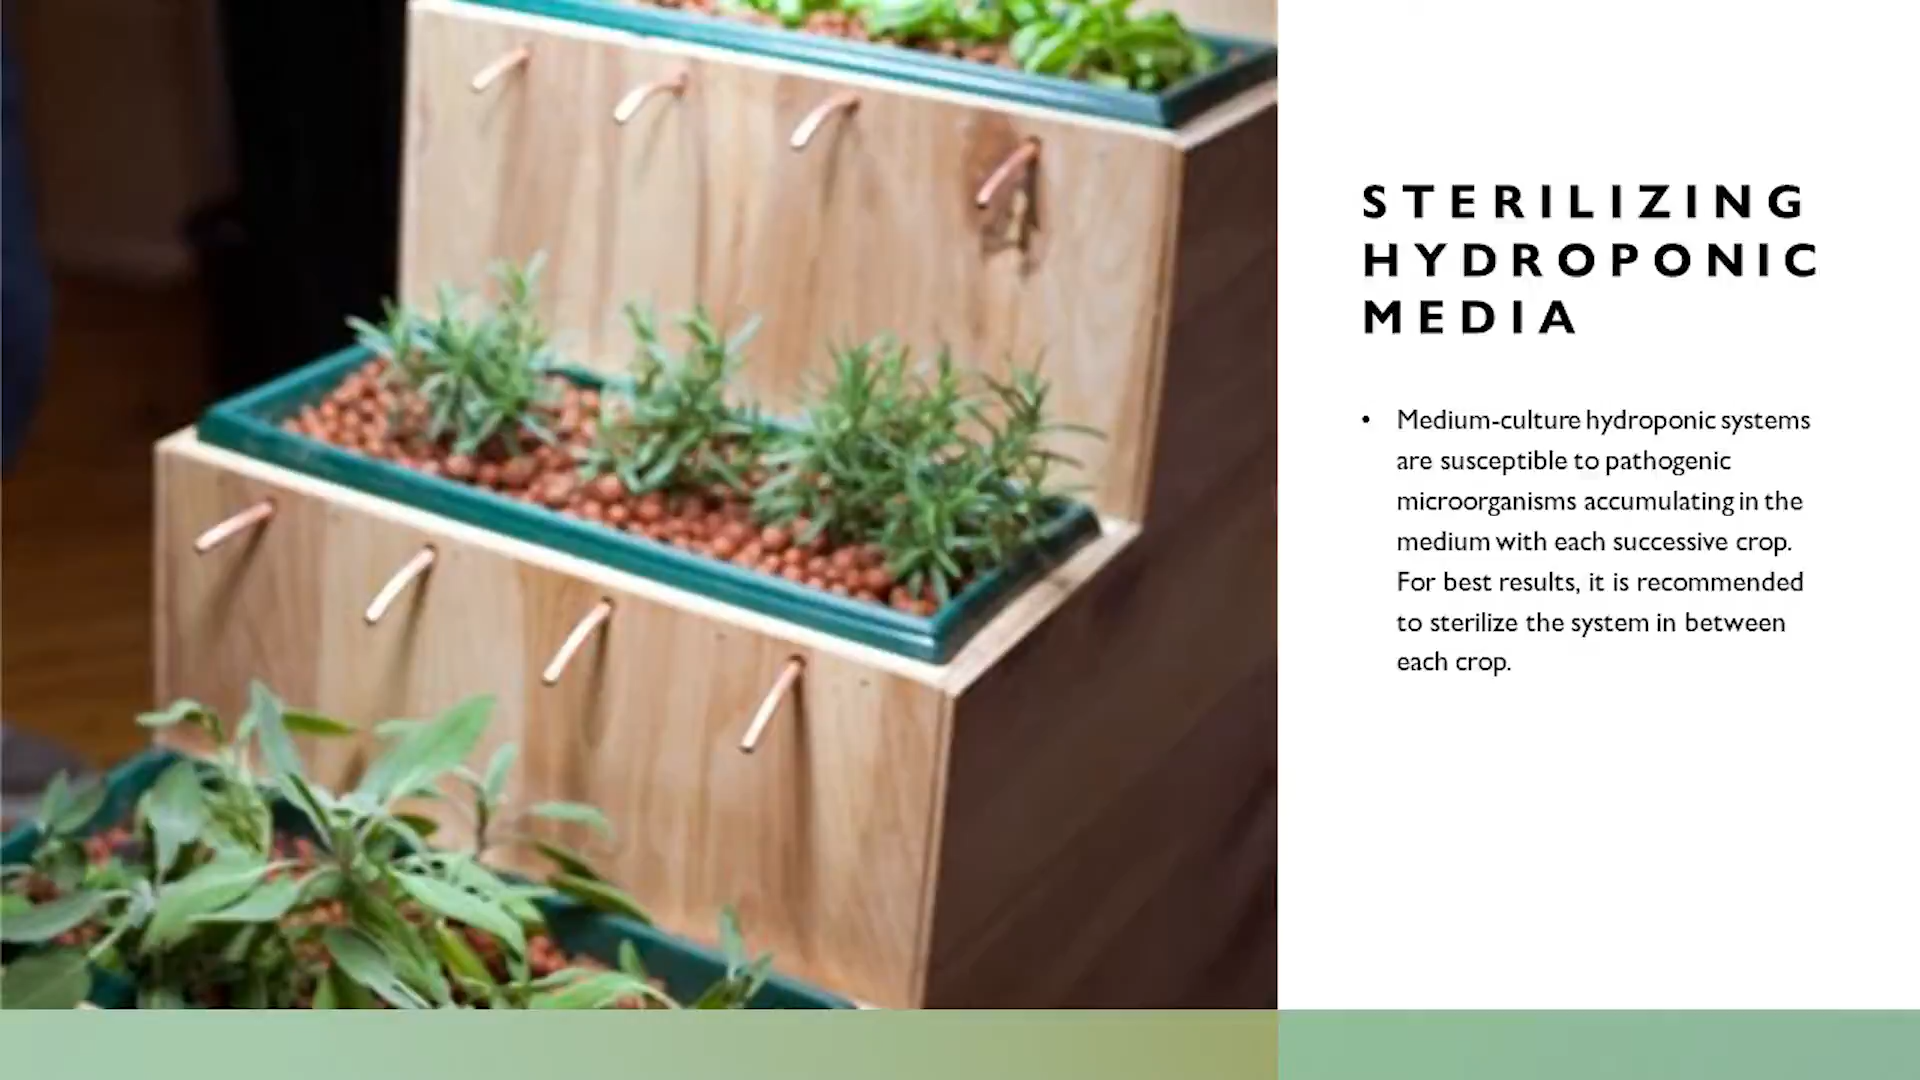 STERILIZING
HYDROPONIC
MEDIA
• Medium-culture hydroponic systems
are susceptible to pathogenic
microorganisms accumulating in the
medium with each successive crop.
For best results, it is recommended
to sterilize the system in between
each crop.